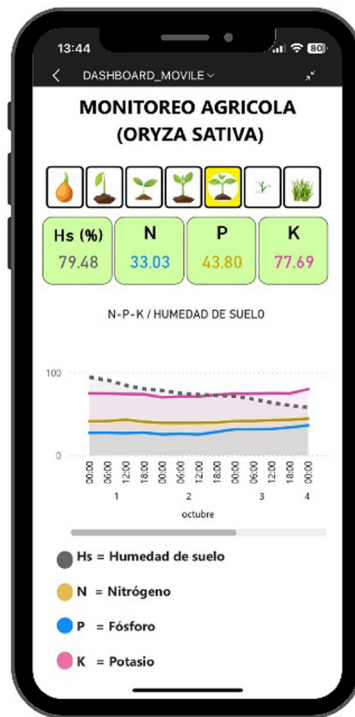 13:44
80
DASHBOARD_MOVILE
MONITOREO AGRICOLA
(ORYZA SATIVA)
Hs (%) N P K
79.48 33.03 43.80 77.69
N-P-K / HUMEDAD DE SUELO
100
0
00:00 06:00 12:00 18:00 00:00 06:00 12:00 18:00 00:00 06:00 12:00 18:00 00:00
1 2 3 4
octubre
Hs = Humedad de suelo
N = Nitrógeno
P = Fósforo
K = Potasio